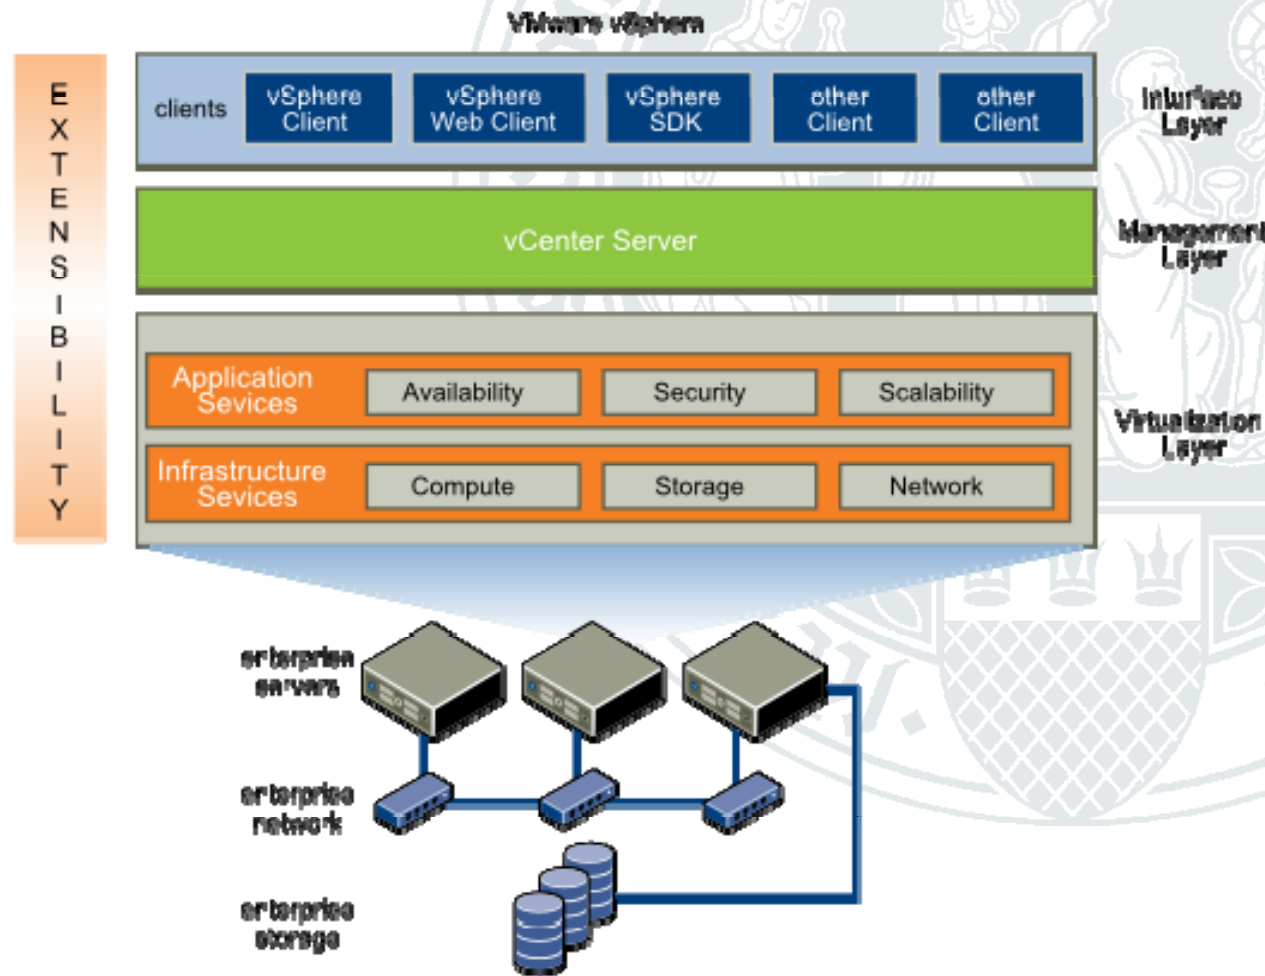 VMware vSphere
E
X
T
E
N
S
I
B
I
L
I
T
Y
clients
vSphere
Client
vSphere
Web Client
vSphere
SDK
other
Client
other
Client
Interface
Layer
vCenter Server
Management
Layer
Application
Sevices
Availability
Security
Scalability
Infrastructure
Sevices
Compute
Storage
Network
Virtualization
Layer
enterprise
servers
enterprise
network
enterprise
storage